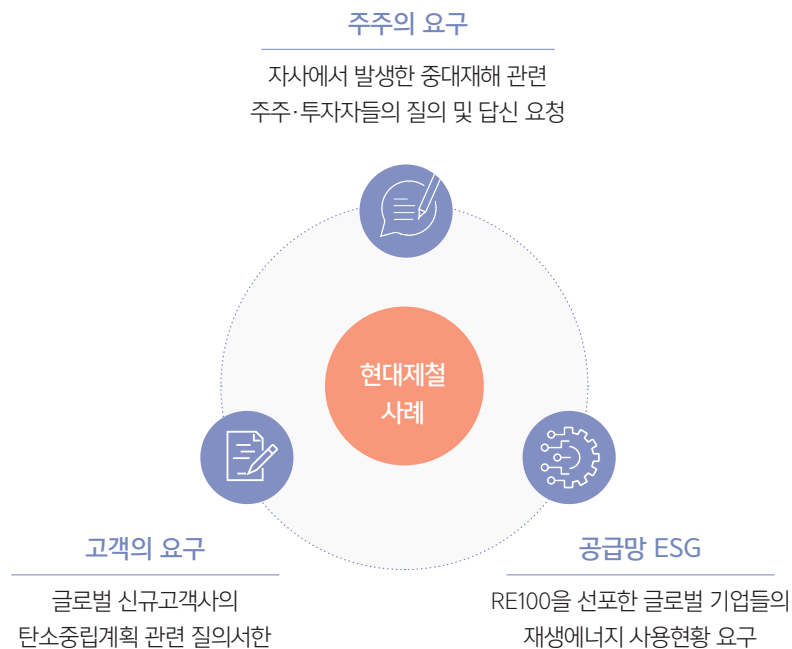 주주의 요구
자사에서 발생한 중대재해 관련
주주·투자자들의 질의 및 답신 요청
현대제철
사례
고객의 요구
글로벌 신규고객사의
탄소중립계획 관련 질의서한
공급망 ESG
RE100을 선포한 글로벌 기업들의
재생에너지 사용현황 요구